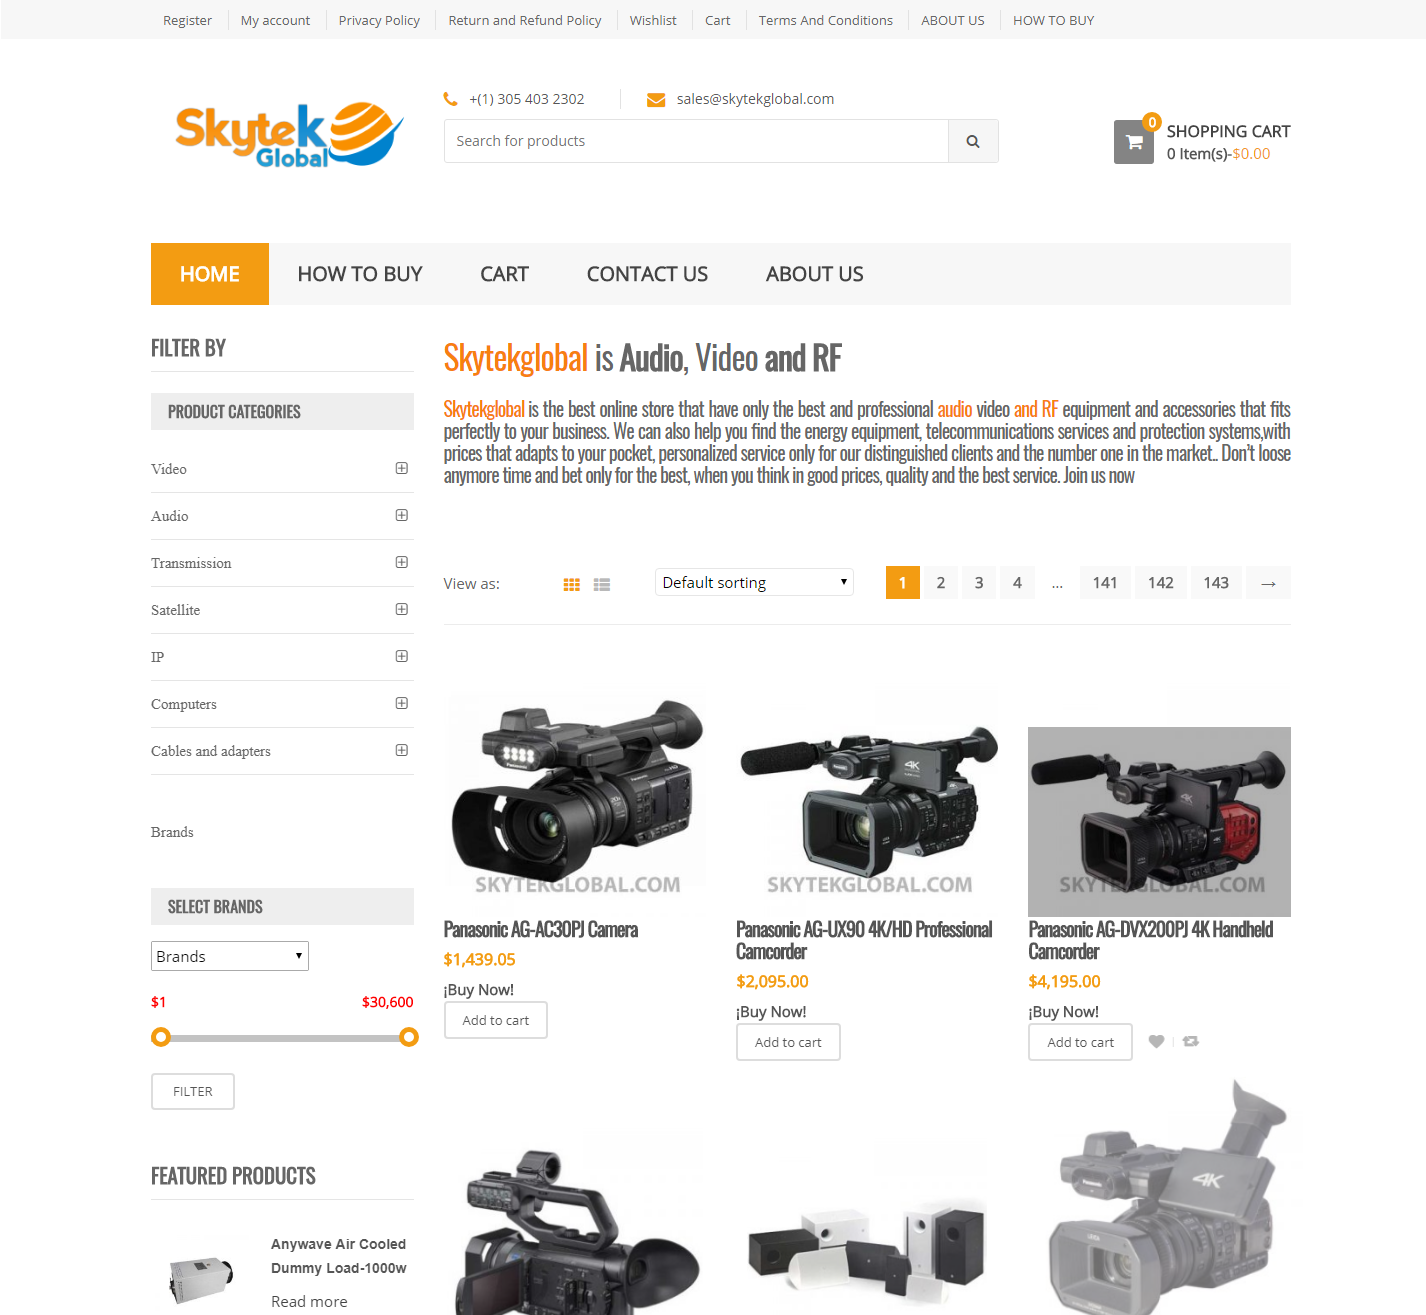 Register My account Privacy Policy Return and Refund Policy Wishlist Cart Terms And Conditions ABOUT US HOW TO BUY
+(1) 305 403 2302 sales@skytekglobal.com
Skytek
Global
Search for products
0
SHOPPING CART
0 Item(s)-$0.00
HOME HOW TO BUY CART CONTACT US ABOUT US
FILTER BY
PRODUCT CATEGORIES
Video
Audio
Transmission
Satellite
IP
Computers
Cables and adapters
Brands
SELECT BRANDS
Brands
$1 $30,600
FILTER
FEATURED PRODUCTS
Anywave Air Cooled
Dummy Load-1000w
Read more
Skytekglobal is Audio, Video and RF
Skytekglobal is the best online store that have only the best and professional audio video and RF equipment and accessories that fits
perfectly to your business. We can also help you find the energy equipment, telecommunications services and protection systems,with
prices that adapts to your pocket, personalized service only for our distinguished clients and the number one in the market.. Don't loose
anymore time and bet only for the best, when you think in good prices, quality and the best service. Join us now
View as: Default sorting 1 2 3 4 ... 141 142 143 →
SKYTEKGLOBAL.COM
Panasonic AG-AC30PJ Camera
$1,439.05
¡Buy Now!
Add to cart
4K
SKYTEKGLOBAL.COM
Panasonic AG-UX90 4K/HD Professional
Camcorder
$2,095.00
¡Buy Now!
Add to cart
4K
SKYTEKGLOBAL.COM
Panasonic AG-DVX200PJ 4K Handheld
Camcorder
$4,195.00
¡Buy Now!
Add to cart
4K